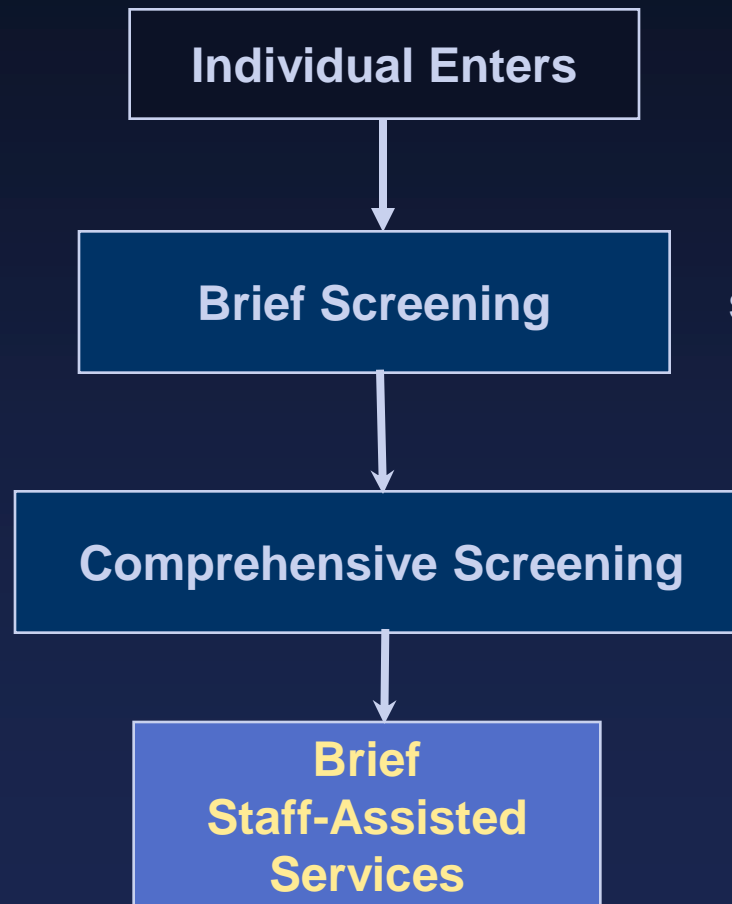 Individual Enters
Brief Screening
Comprehensive Screening
Brief
Staff-Assisted
Services